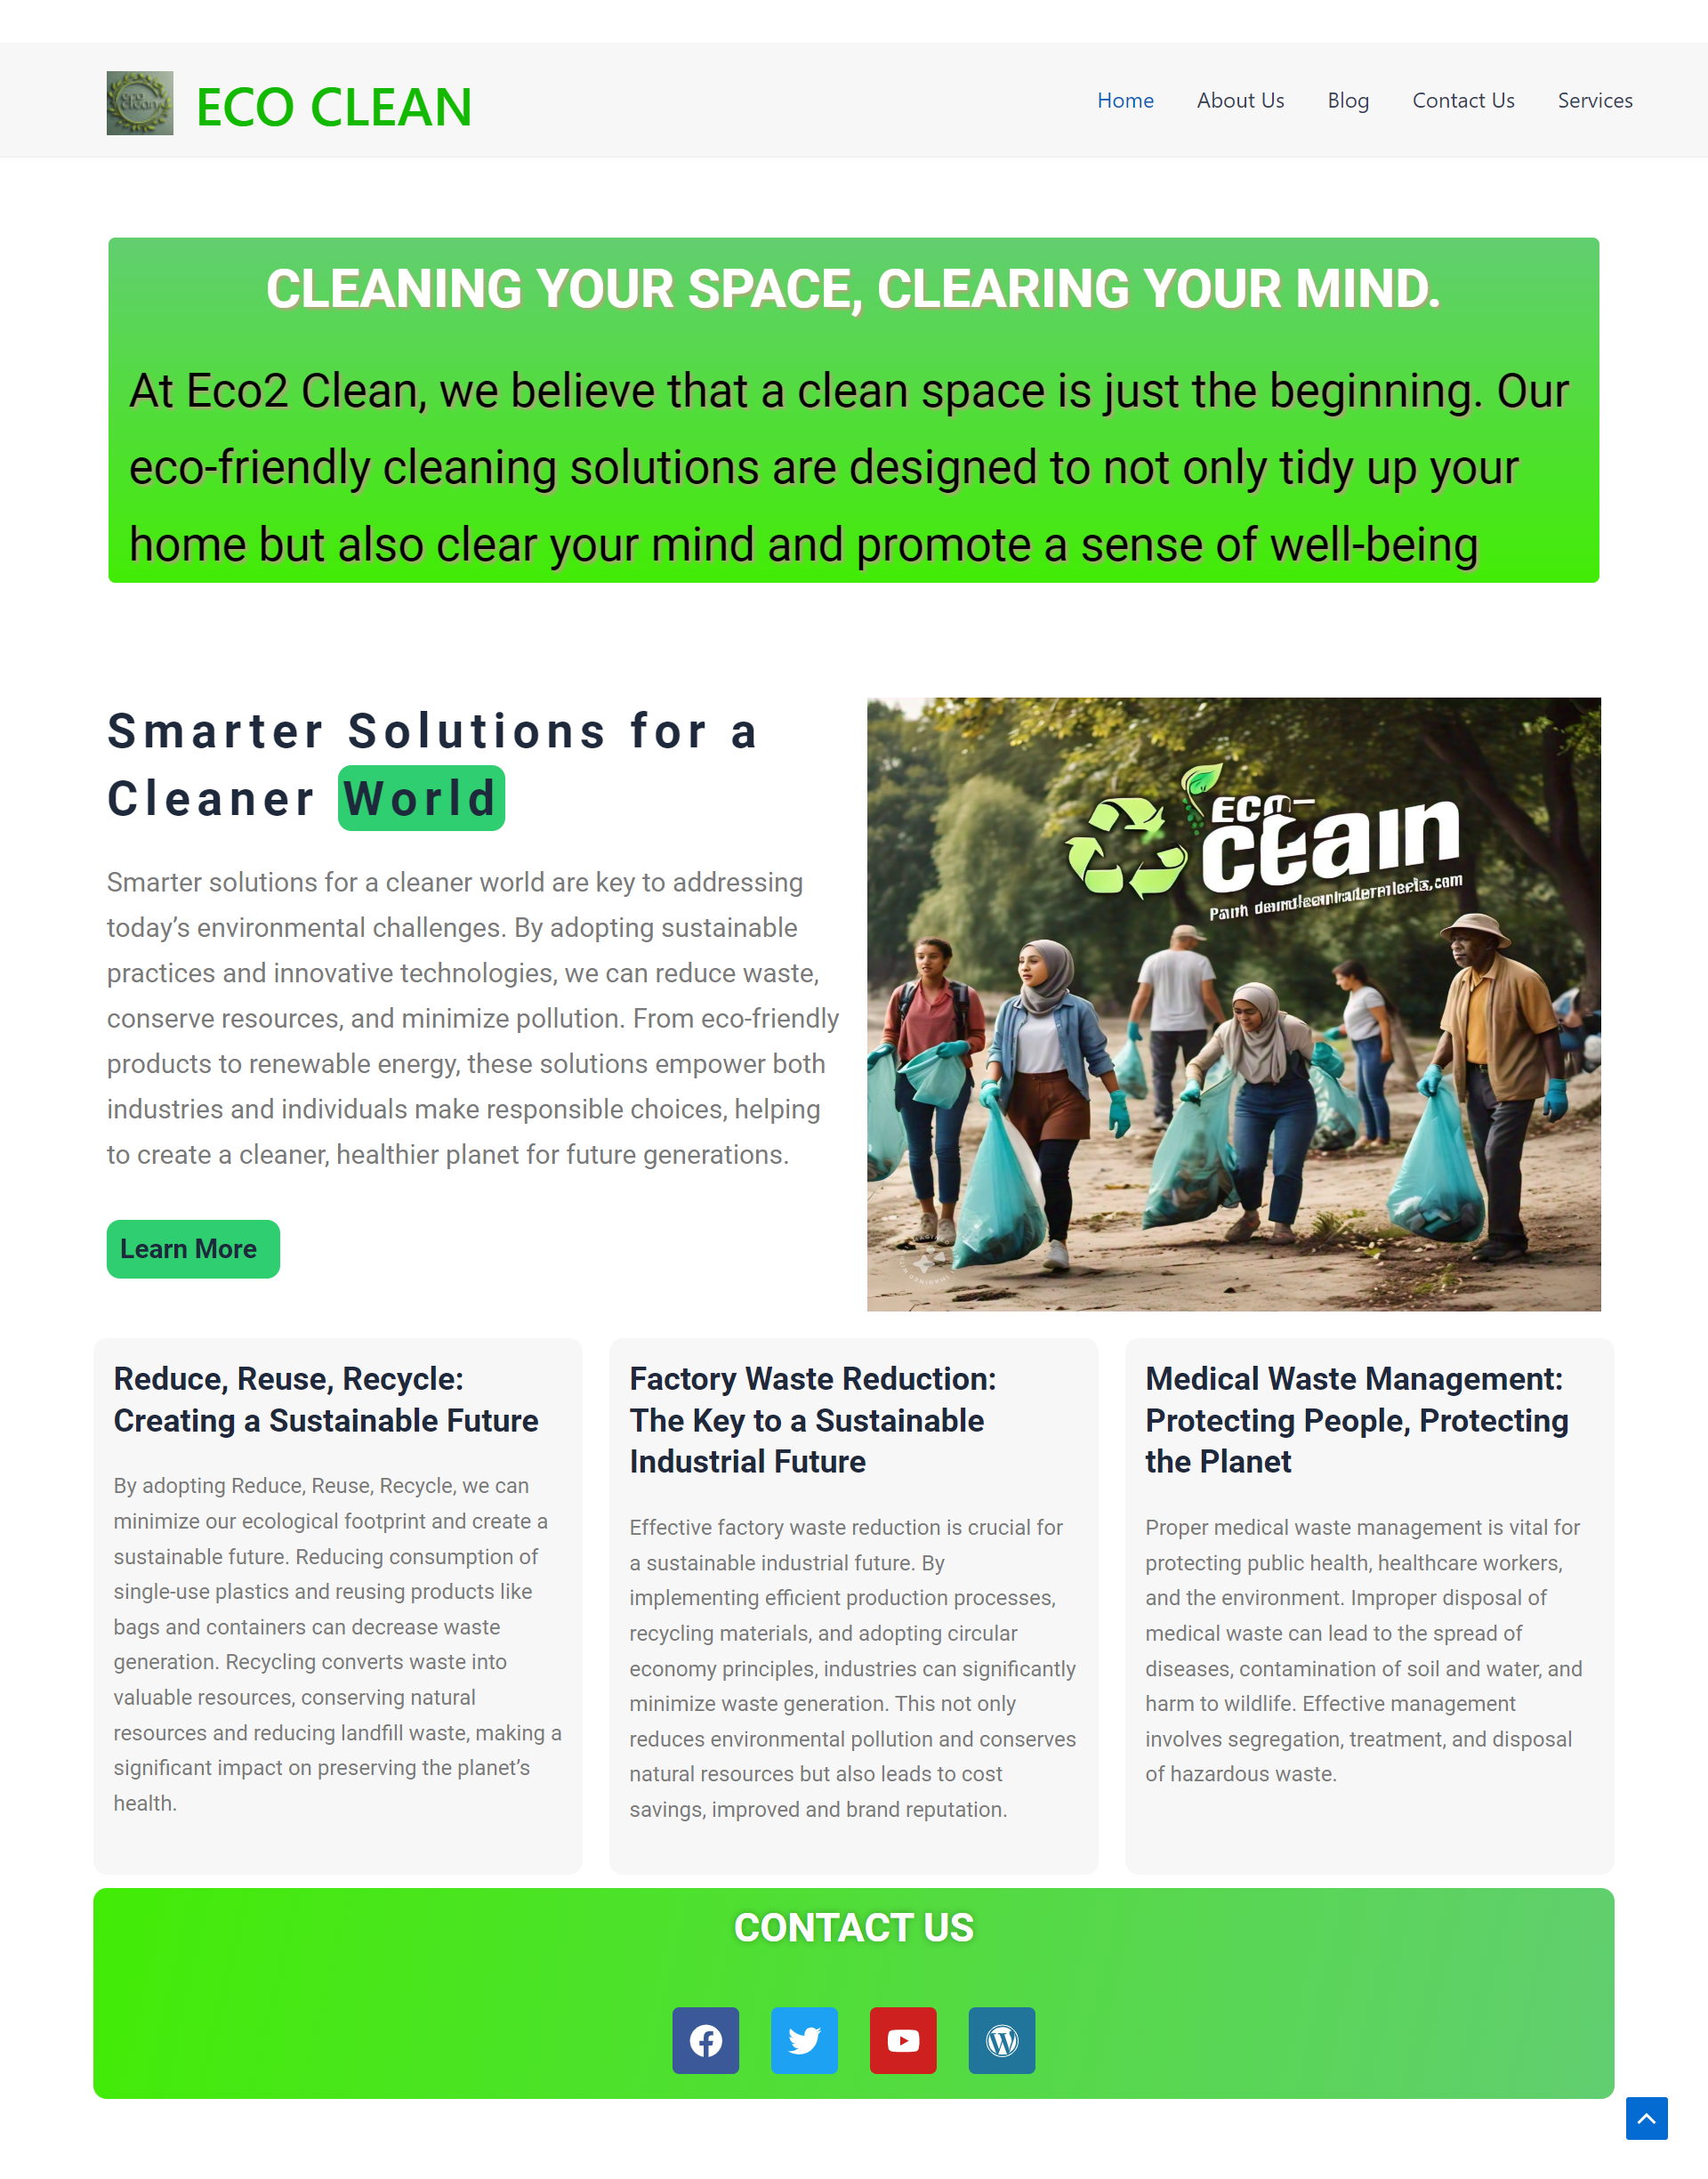 eco
clean
ECO CLEAN
Home About Us Blog Contact Us Services
CLEANING YOUR SPACE, CLEARING YOUR MIND.
At Eco2 Clean, we believe that a clean space is just the beginning. Our
eco-friendly cleaning solutions are designed to not only tidy up your
home but also clear your mind and promote a sense of well-being
Smarter Solutions for a
Cleaner World
Smarter solutions for a cleaner world are key to addressing
today’s environmental challenges. By adopting sustainable
practices and innovative technologies, we can reduce waste,
conserve resources, and minimize pollution. From eco-friendly
products to renewable energy, these solutions empower both
industries and individuals make responsible choices, helping
to create a cleaner, healthier planet for future generations.
Learn More
ECO-
Reduce, Reuse, Recycle:
Creating a Sustainable Future
By adopting Reduce, Reuse, Recycle, we can
minimize our ecological footprint and create a
sustainable future. Reducing consumption of
single-use plastics and reusing products like
bags and containers can decrease waste
generation. Recycling converts waste into
valuable resources, conserving natural
resources and reducing landfill waste, making a
significant impact on preserving the planet’s
health.
Factory Waste Reduction:
The Key to a Sustainable
Industrial Future
Effective factory waste reduction is crucial for
a sustainable industrial future. By
implementing efficient production processes,
recycling materials, and adopting circular
economy principles, industries can significantly
minimize waste generation. This not only
reduces environmental pollution and conserves
natural resources but also leads to cost
savings, improved and brand reputation.
Medical Waste Management:
Protecting People, Protecting
the Planet
Proper medical waste management is vital for
protecting public health, healthcare workers,
and the environment. Improper disposal of
medical waste can lead to the spread of
diseases, contamination of soil and water, and
harm to wildlife. Effective management
involves segregation, treatment, and disposal
of hazardous waste.
CONTACT US